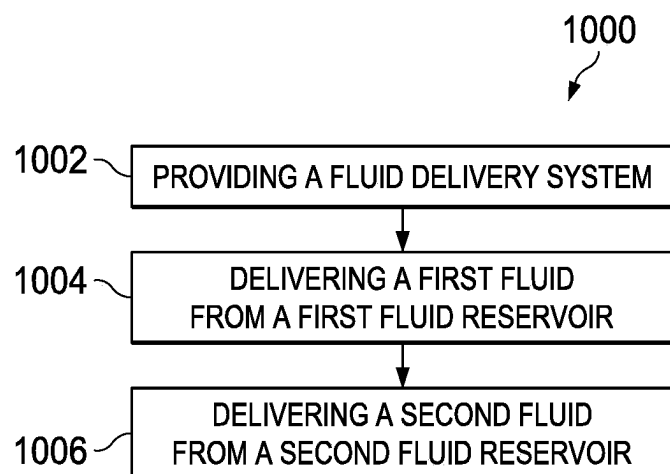 1000
1002
PROVIDING A FLUID DELIVERY SYSTEM
1004
DELIVERING A FIRST FLUID
FROM A FIRST FLUID RESERVOIR
1006
DELIVERING A SECOND FLUID
FROM A SECOND FLUID RESERVOIR